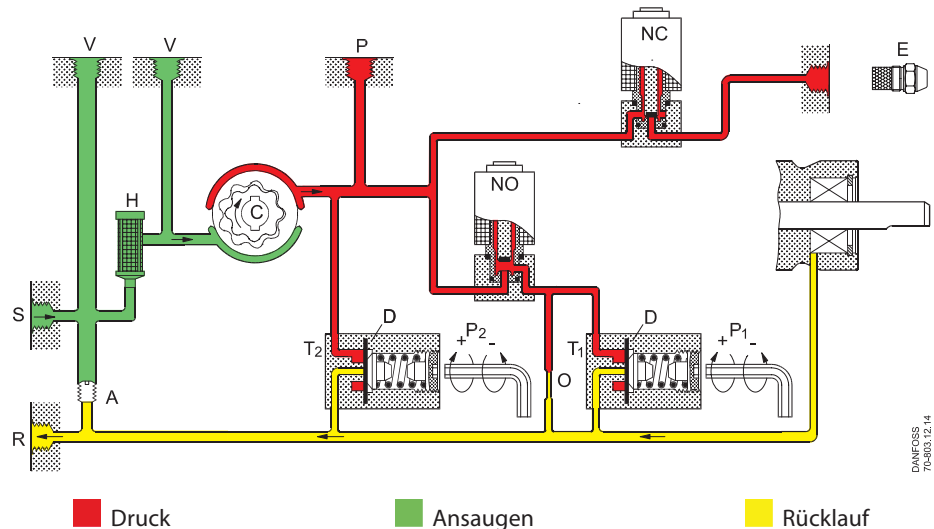 V V P NC E
H C NO
S
D P₂ + - T₂
D P₁ + - T₁
A O
R
DANFOSS
70-803.12.14
Druck Ansaugen Rücklauf